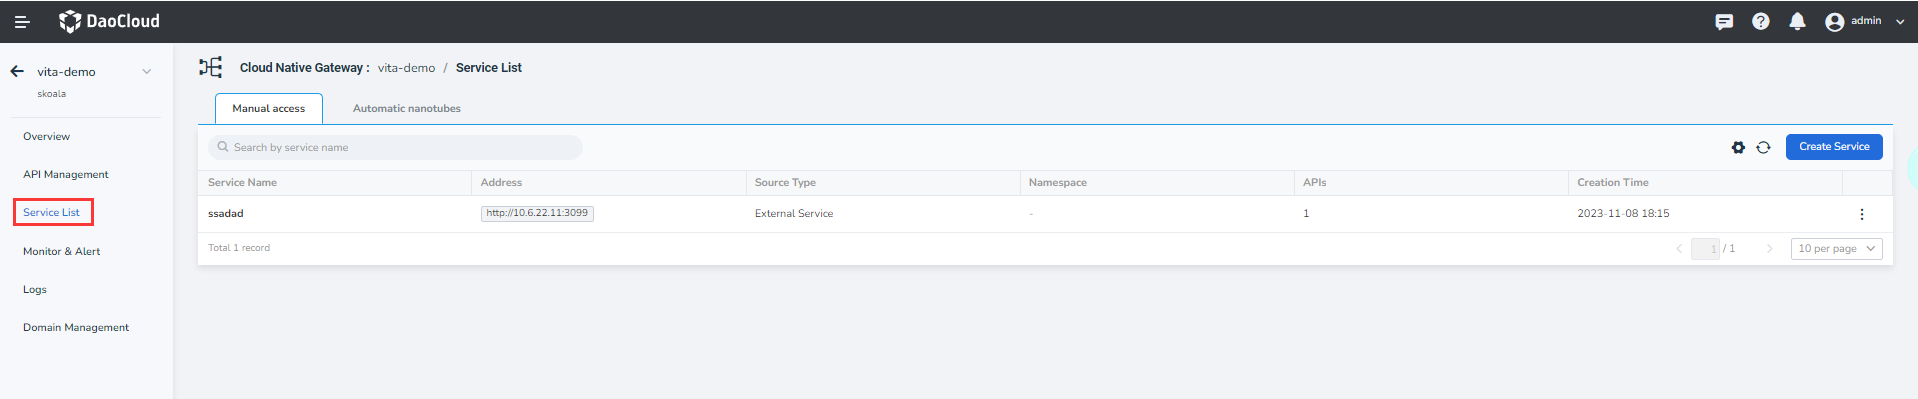 DaoCloud
admin
vita-demo
skoala
Overview
API Management
Service List
Monitor & Alert
Logs
Domain Management
Cloud Native Gateway : vita-demo / Service List
Manual access Automatic nanotubes
Search by service name
Create Service
Service Name Address Source Type Namespace APIs Creation Time
ssadad http://10.6.22.11:3099 External Service - 1 2023-11-08 18:15
Total 1 record
1 / 1
10 per page